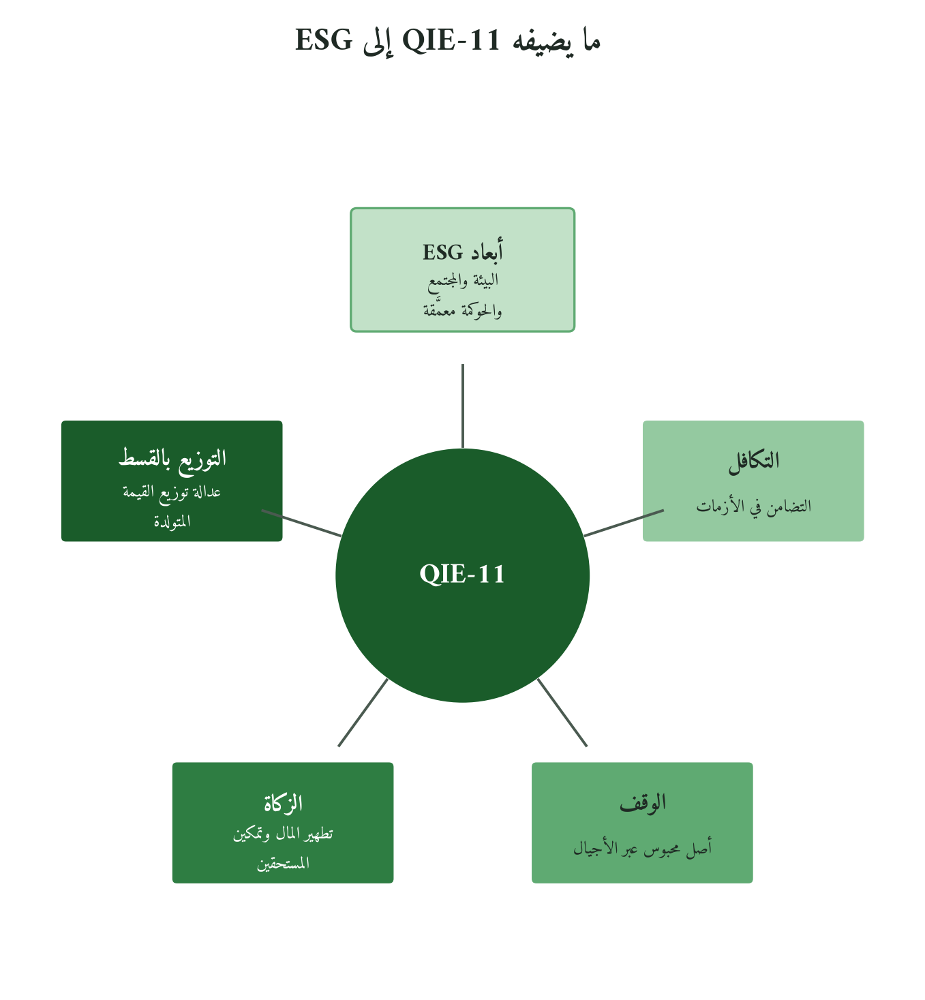 ما يضيفه QIE-11 إلى ESG
أبعاد ESG
البيئة والمجتمع
والحوكمة معمَّقة
التكافل
التضامن في الأزمات
التوزيع بالقسط
عدالة توزيع القيمة
المتولدة
QIE-11
الوقف
أصل محبوس عبر الأجيال
الزكاة
تطهير المال وتمكين
المستحقين